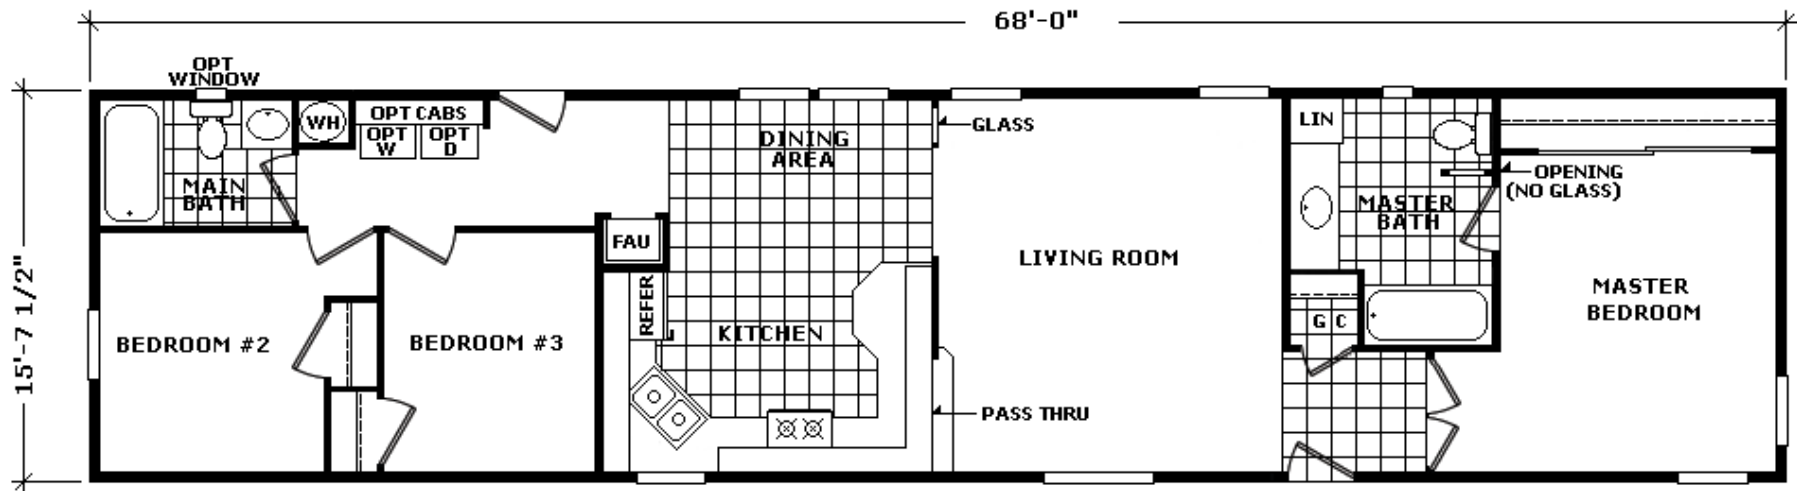 68'-0"
OPT
WINDOW
WH
OPT CABS
OPT
W
OPT
D
DINING
AREA
GLASS
LIN
OPENING
(NO GLASS)
MAIN
BATH
MASTER
BATH
FAU
LIVING ROOM
15'-7 1/2"
REFER
MASTER
BEDROOM
BEDROOM #2
BEDROOM #3
KITCHEN
G C
PASS THRU